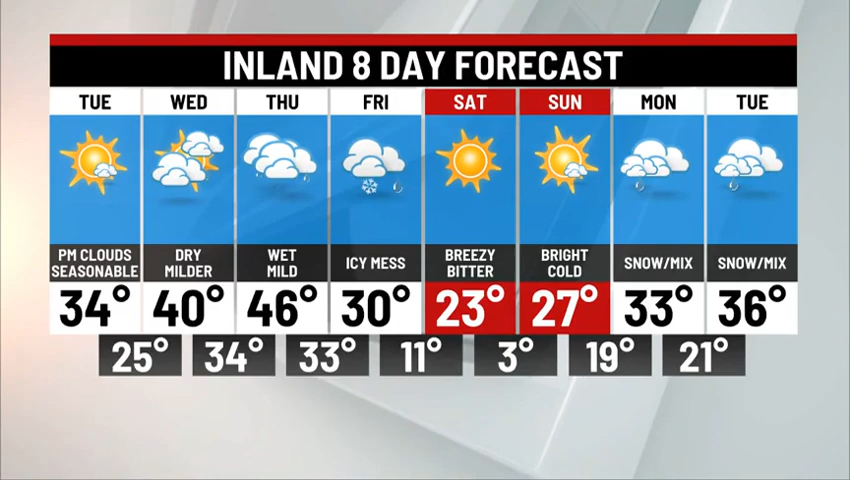 INLAND 8 DAY FORECAST
TUE WED THU FRI SAT SUN MON TUE
PM CLOUDS SEASONABLE
DRY MILDER
WET MILD
ICY MESS
BREEZY BITTER
BRIGHT COLD
SNOW/MIX
SNOW/MIX
34° 40° 46° 30° 23° 27° 33° 36°
25° 34° 33° 11° 3° 19° 21°